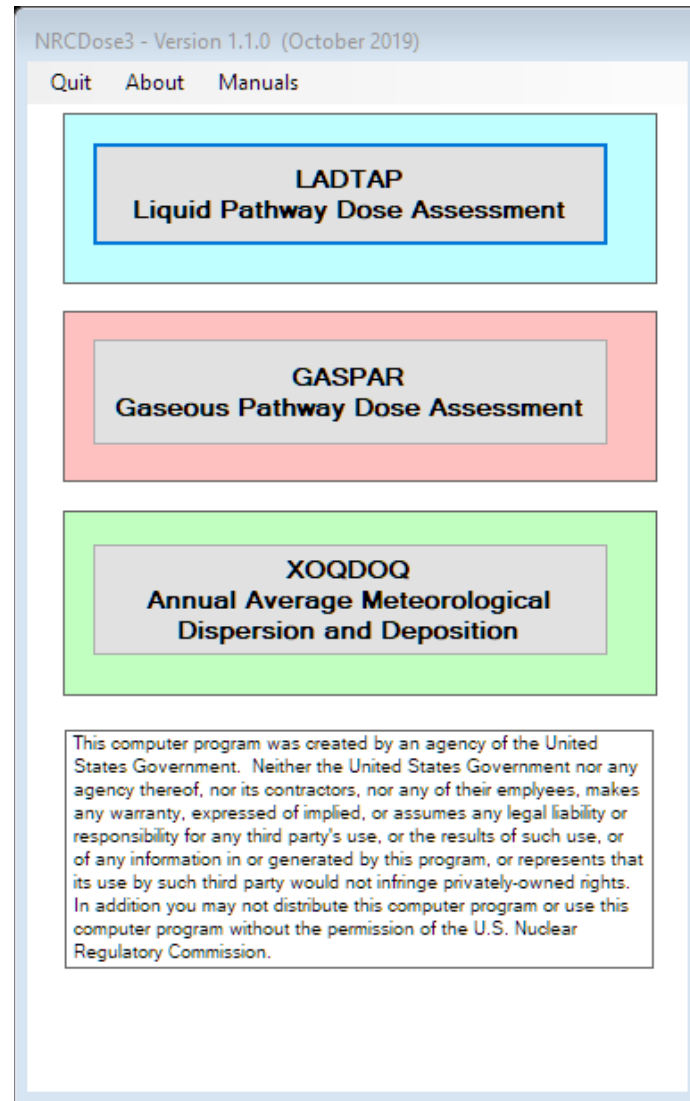 NRCDose3 - Version 1.1.0 (October 2019)
Quit About Manuals
LADTAP
Liquid Pathway Dose Assessment
GASPAR
Gaseous Pathway Dose Assessment
XOQDOQ
Annual Average Meteorological
Dispersion and Deposition
This computer program was created by an agency of the United
States Government. Neither the United States Government nor any
agency thereof, nor its contractors, nor any of their emplyees, makes
any warranty, expressed of implied, or assumes any legal liability or
responsibility for any third party's use, or the results of such use, or
of any information in or generated by this program, or represents that
its use by such third party would not infringe privately-owned rights.
In addition you may not distribute this computer program or use this
computer program without the permission of the U.S. Nuclear
Regulatory Commission.